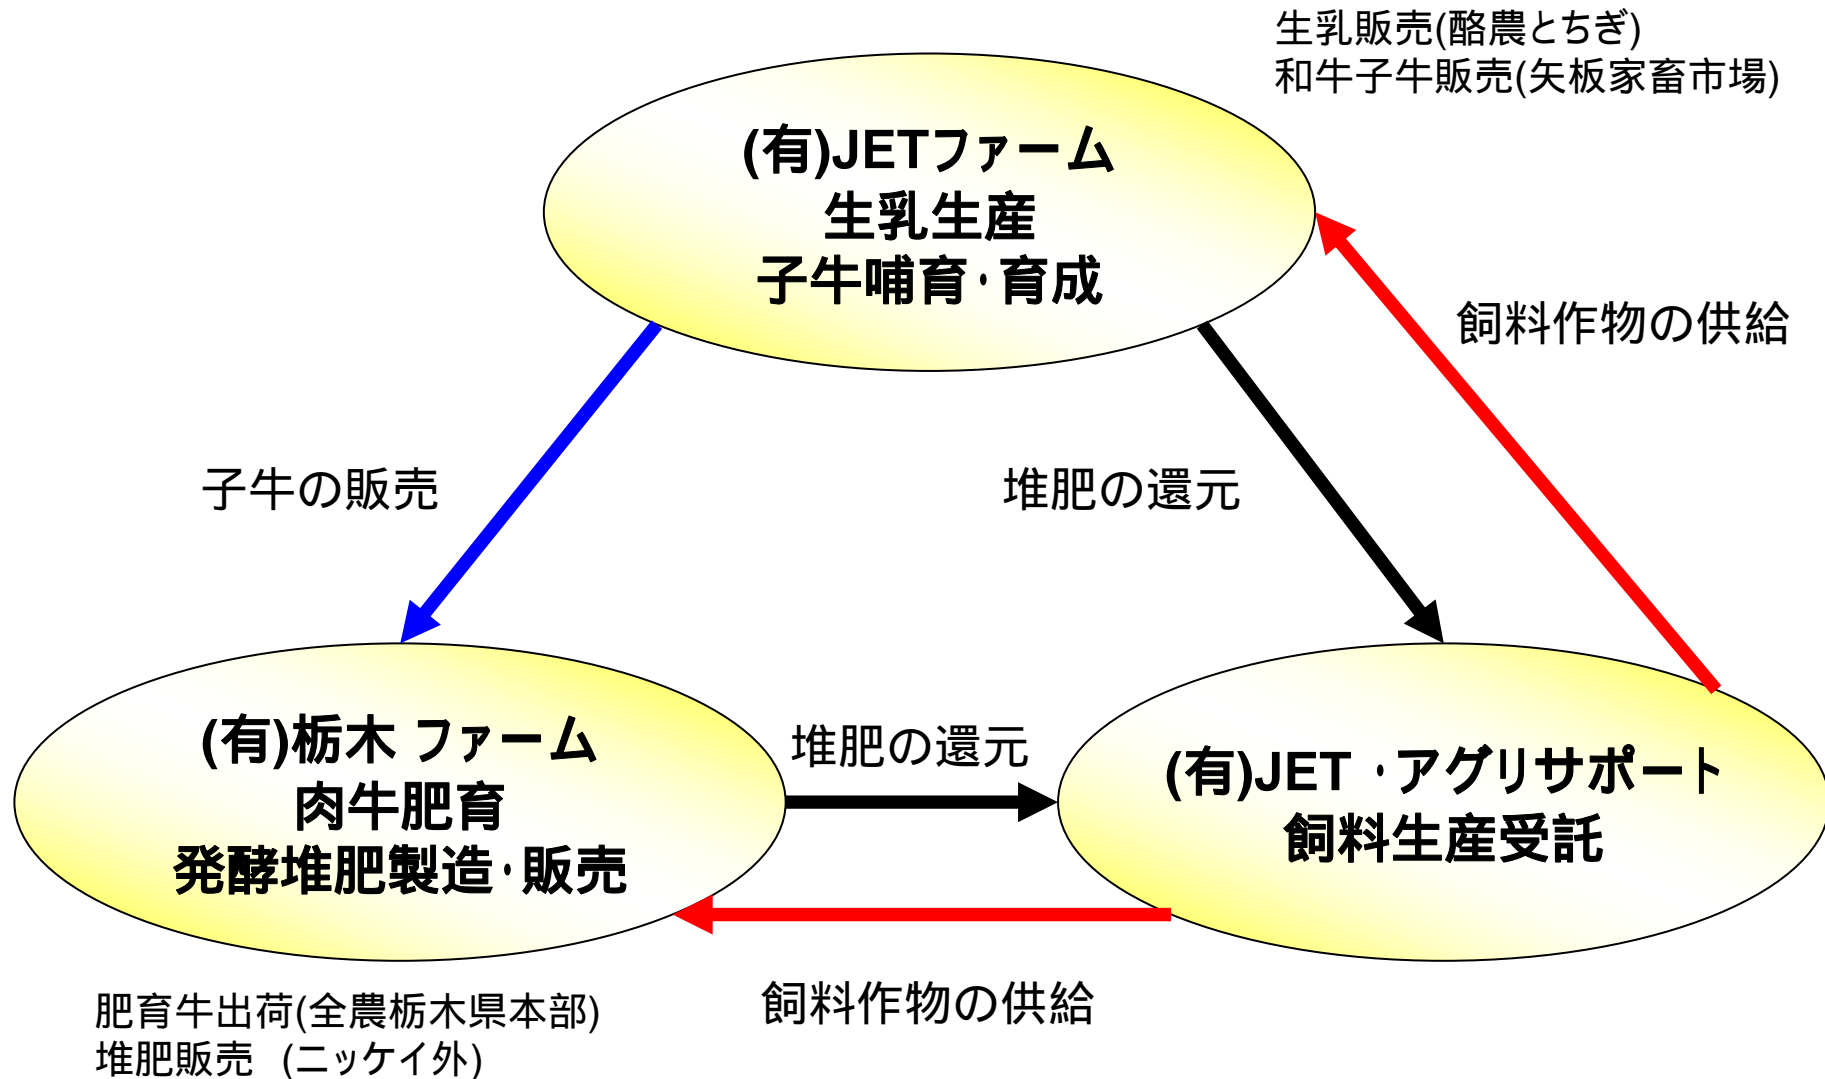 生乳販売(酪農とちぎ)
和牛子牛販売(矢板家畜市場)
(有)JETファーム
生乳生産
子牛哺育・育成
飼料作物の供給
子牛の販売
堆肥の還元
(有)栃木 ファーム
肉牛肥育
発酵堆肥製造・販売
堆肥の還元
(有)JET ・アグリサポート
飼料生産受託
飼料作物の供給
肥育牛出荷(全農栃木県本部)
堆肥販売 (ニッケイ外)